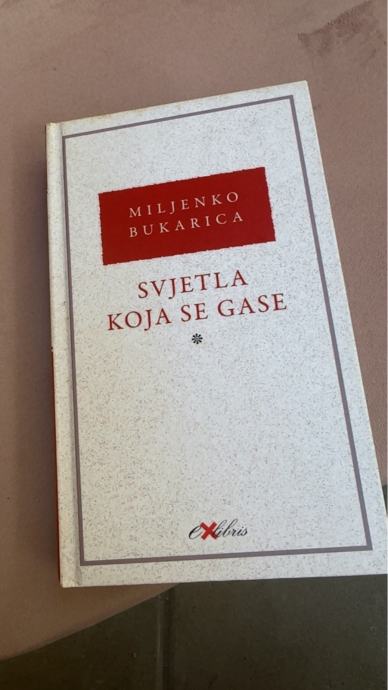 MILJENKO
BUKARICA
SVJETLA
KOJA SE GASE
exlibris